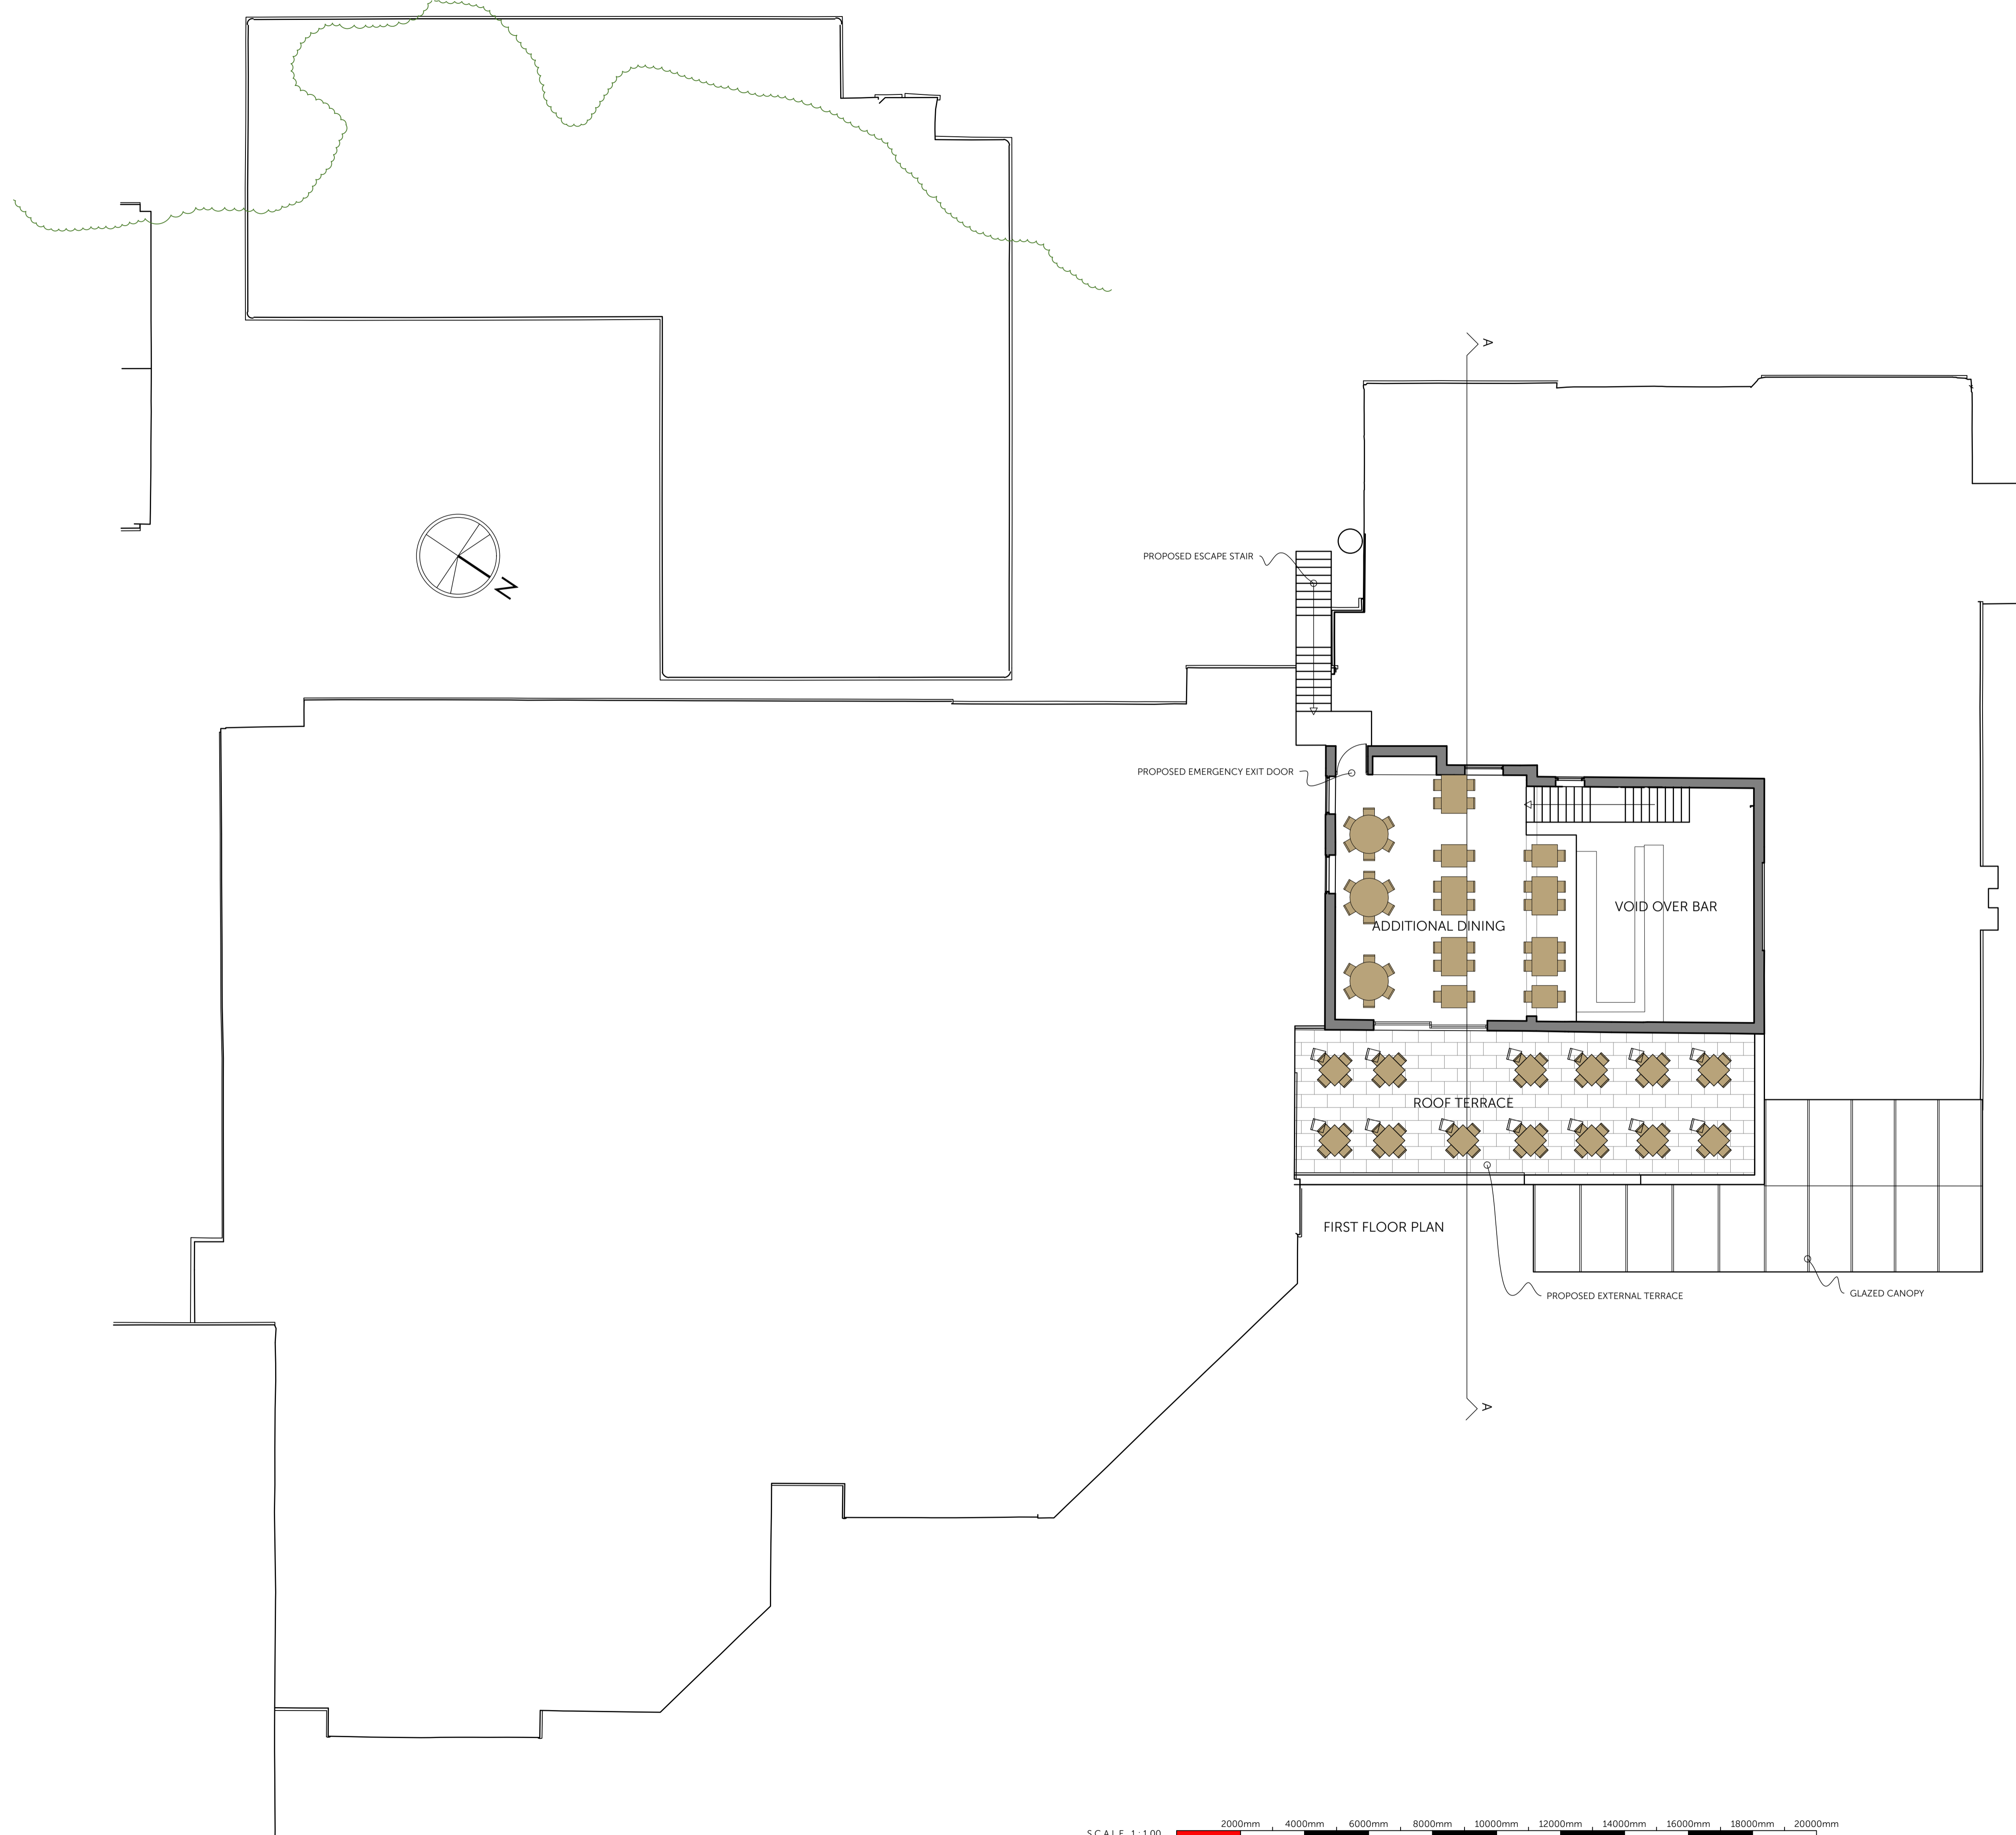 A
PROPOSED ESCAPE STAIR
N
PROPOSED EMERGENCY EXIT DOOR
VOID OVER BAR
ADDITIONAL DINING
ROOF TERRACE
FIRST FLOOR PLAN
PROPOSED EXTERNAL TERRACE
GLAZED CANOPY
A
2000mm 4000mm 6000mm 8000mm 10000mm 12000mm 14000mm 16000mm 18000mm 20000mm
SCALE 1:100